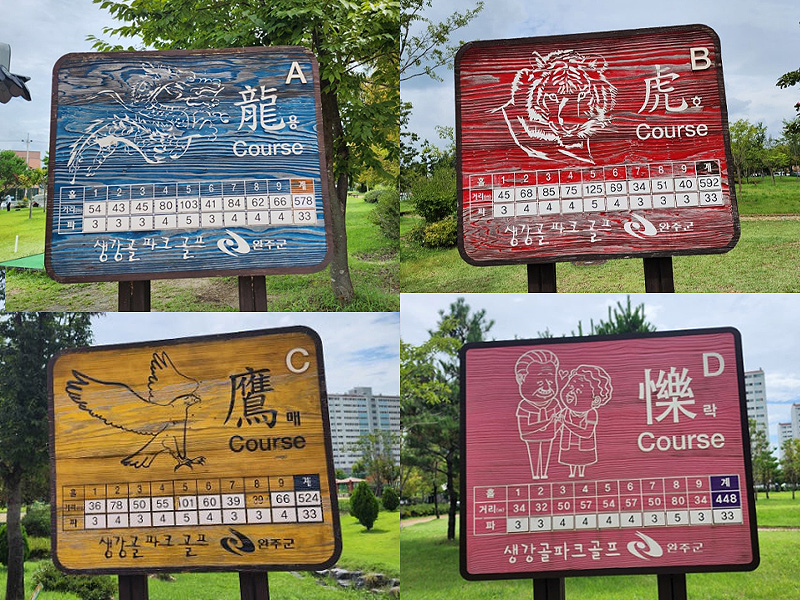 A
龍 용
Course
홀 1 2 3 4 5 6 7 8 9 계
거리(m) 54 43 45 80 103 41 84 62 66 578
파 3 3 3 4 5 3 4 4 4 33
생강골파크골프 완주군
B
虎 호
Course
홀 1 2 3 4 5 6 7 8 9 계
거리(m) 45 68 85 75 125 69 34 51 40 592
파 3 4 4 4 5 4 3 3 3 33
생강골파크골프 완주군
C
鷹 매
Course
홀 1 2 3 4 5 6 7 8 9 계
거리(m) 36 78 50 55 101 60 39 39 66 524
파 3 4 3 4 5 4 3 3 4 33
생강골파크골프 완주군
D
樂 락
Course
홀 1 2 3 4 5 6 7 8 9 계
거리(m) 34 32 50 57 54 57 50 80 34 448
파 3 3 4 4 4 4 3 5 3 33
생강골파크골프 완주군